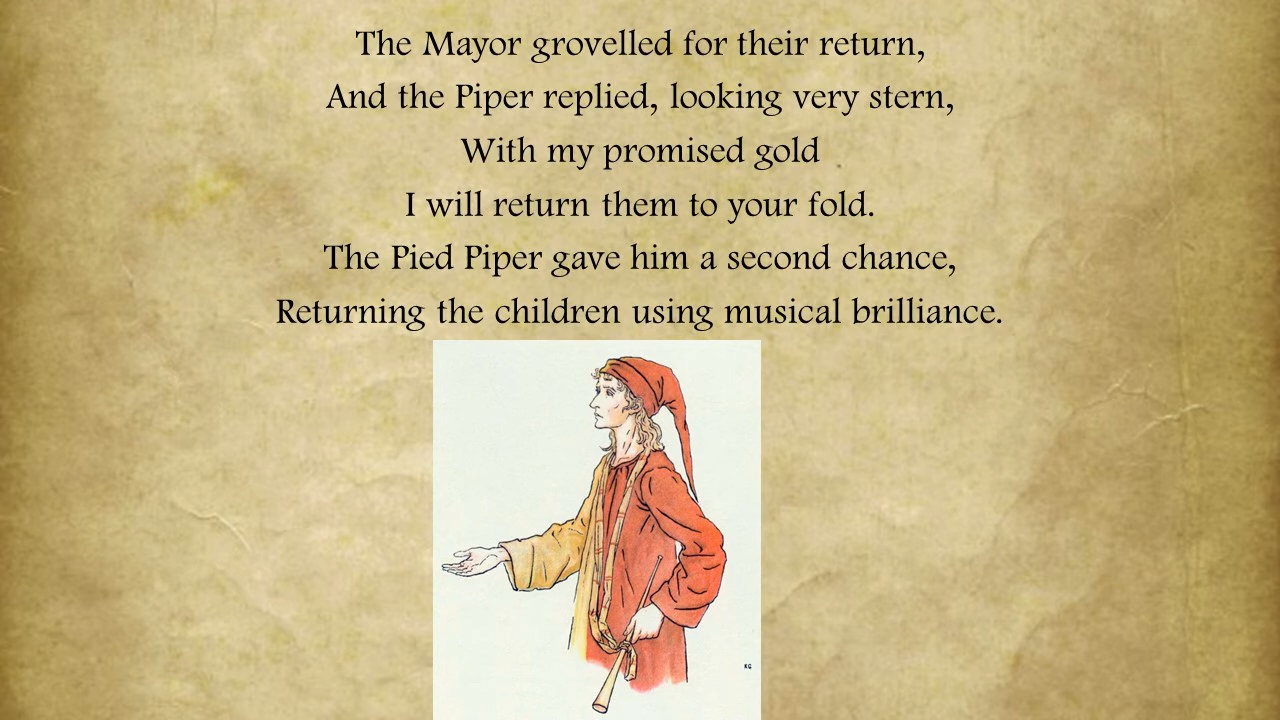 The Mayor grovelled for their return,
And the Piper replied, looking very stern,
With my promised gold
I will return them to your fold.
The Pied Piper gave him a second chance,
Returning the children using musical brilliance.
KG